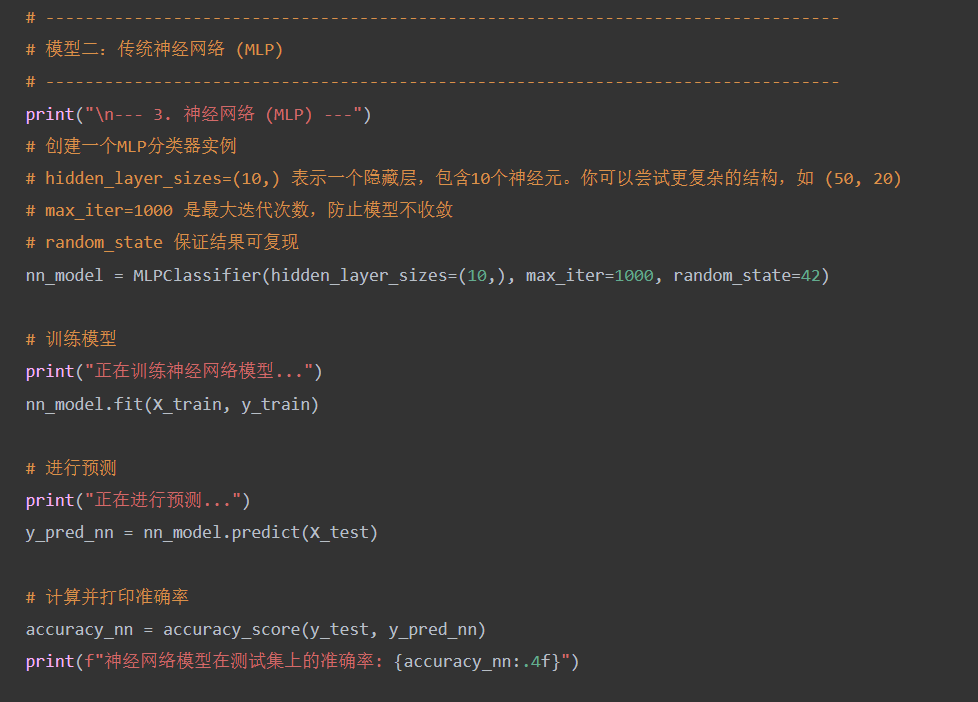 # --------------------------------------------------------------------------------
# 模型二：传统神经网络 (MLP)
# --------------------------------------------------------------------------------
print("\n--- 3. 神经网络 (MLP) ---")
# 创建一个MLP分类器实例
# hidden_layer_sizes=(10,) 表示一个隐藏层，包含10个神经元。你可以尝试更复杂的结构，如 (50, 20)
# max_iter=1000 是最大迭代次数，防止模型不收敛
# random_state 保证结果可复现
nn_model = MLPClassifier(hidden_layer_sizes=(10,), max_iter=1000, random_state=42)
# 训练模型
print("正在训练神经网络模型...")
nn_model.fit(X_train, y_train)
# 进行预测
print("正在进行预测...")
y_pred_nn = nn_model.predict(X_test)
# 计算并打印准确率
accuracy_nn = accuracy_score(y_test, y_pred_nn)
print(f"神经网络模型在测试集上的准确率: {accuracy_nn:.4f}")